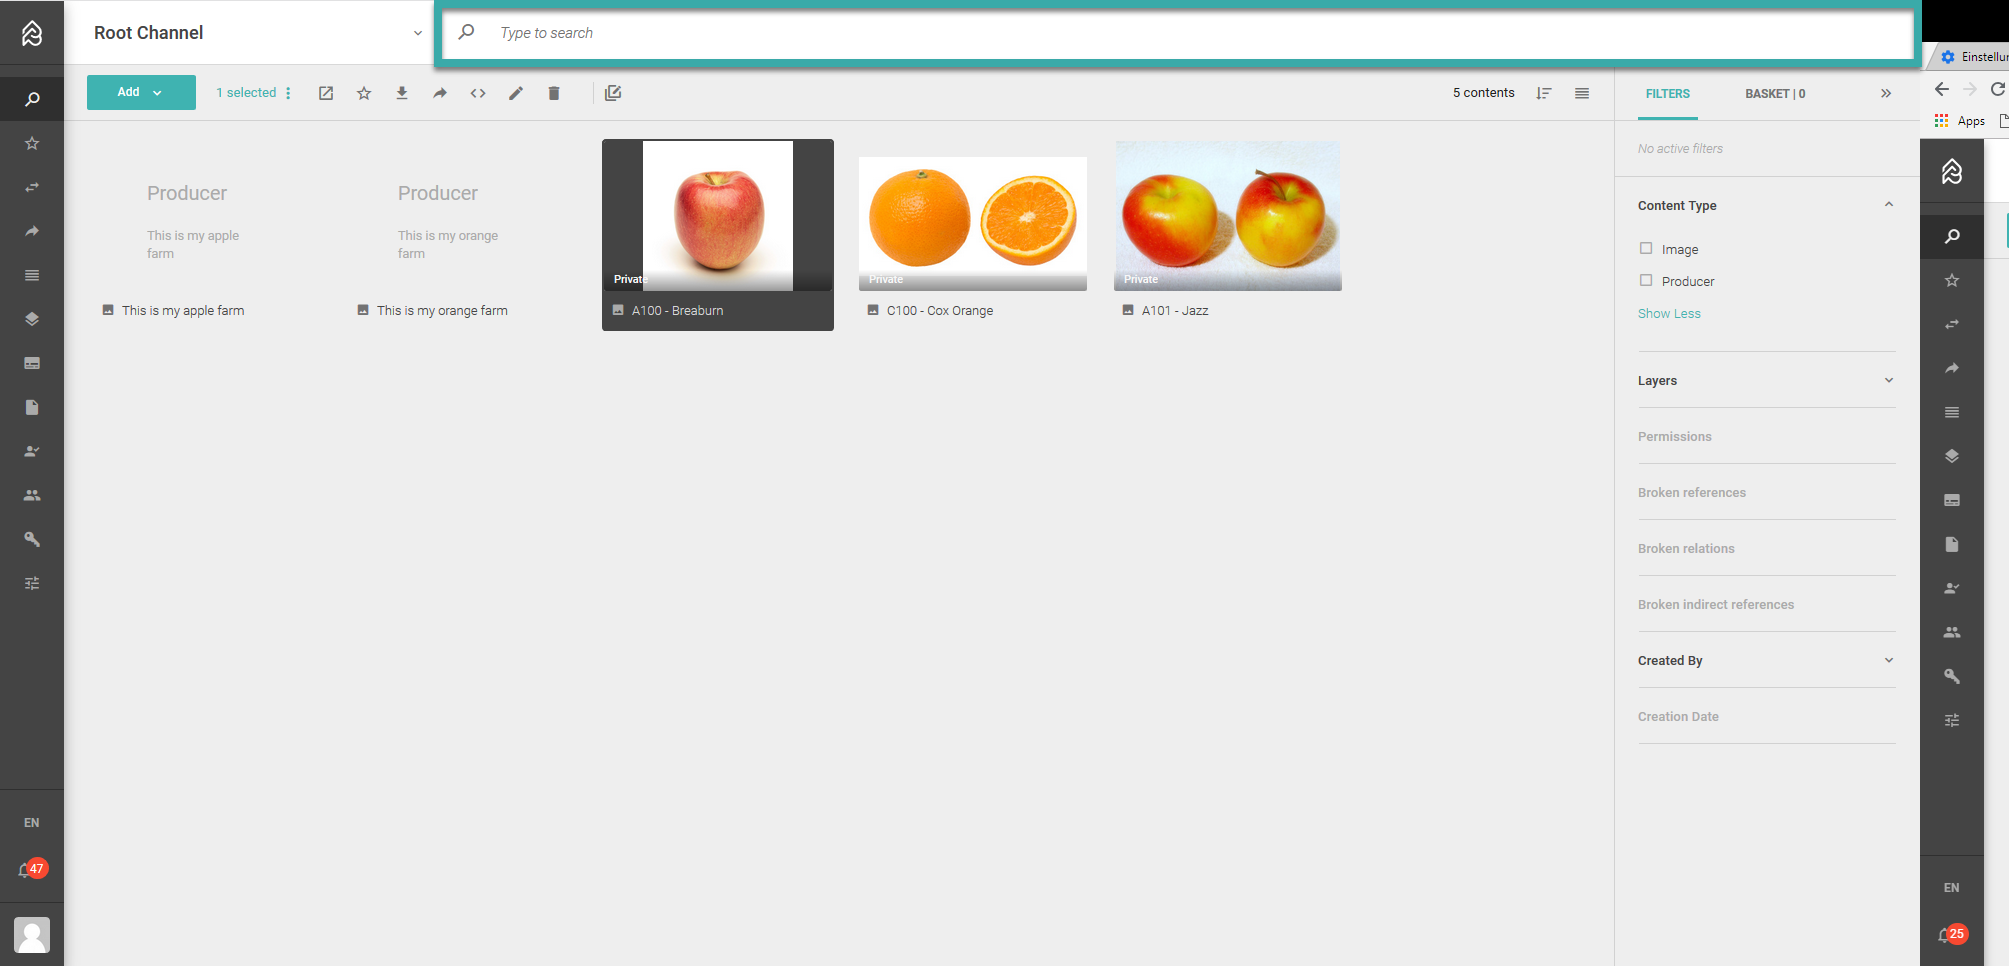 Root Channel
Type to search
Add
1 selected
5 contents
FILTERS
BASKET | 0
No active filters
Content Type
Image
Producer
Show Less
Layers
Permissions
Broken references
Broken relations
Broken indirect references
Created By
Creation Date
Producer
This is my apple
farm
This is my apple farm
Producer
This is my orange
farm
This is my orange farm
Private
A100 - Breaburn
Private
C100 - Cox Orange
Private
A101 - Jazz
EN
47
Apps
EN
25